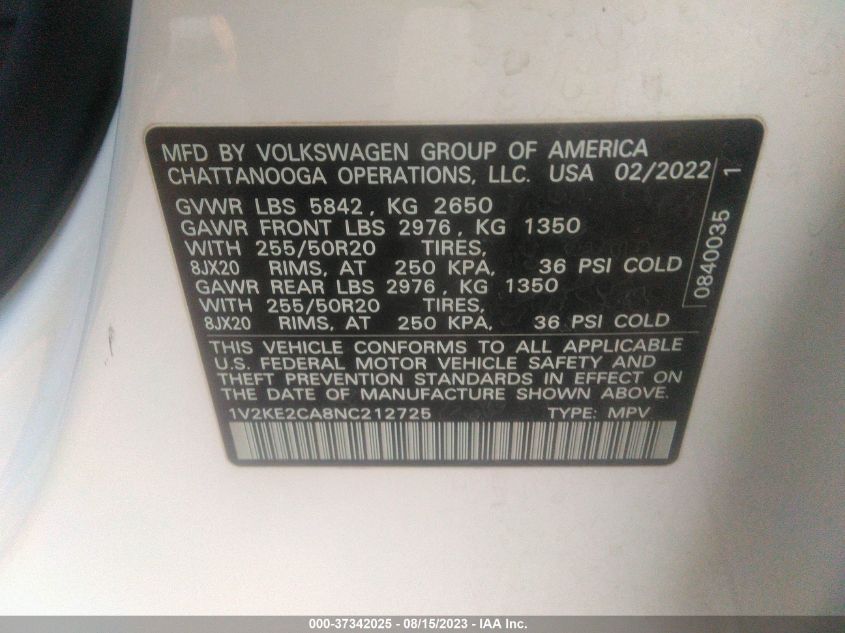 MFD BY VOLKSWAGEN GROUP OF AMERICA
CHATTANOOGA OPERATIONS, LLC. USA 02/2022
GVWR LBS 5842, KG 2650
GAWR FRONT LBS 2976, KG 1350
WITH 255/50R20 TIRES,
8JX20 RIMS, AT 250 KPA, 36 PSI COLD
GAWR REAR LBS 2976, KG 1350
WITH 255/50R20 TIRES,
8JX20 RIMS, AT 250 KPA, 36 PSI COLD
0840035 1
THIS VEHICLE CONFORMS TO ALL APPLICABLE
U.S. FEDERAL MOTOR VEHICLE SAFETY AND
THEFT PREVENTION STANDARDS IN EFFECT ON
THE DATE OF MANUFACTURE SHOWN ABOVE.
1V2KE2CA8NC212725 TYPE: MPV
000-37342025 - 08/15/2023 - IAA Inc.